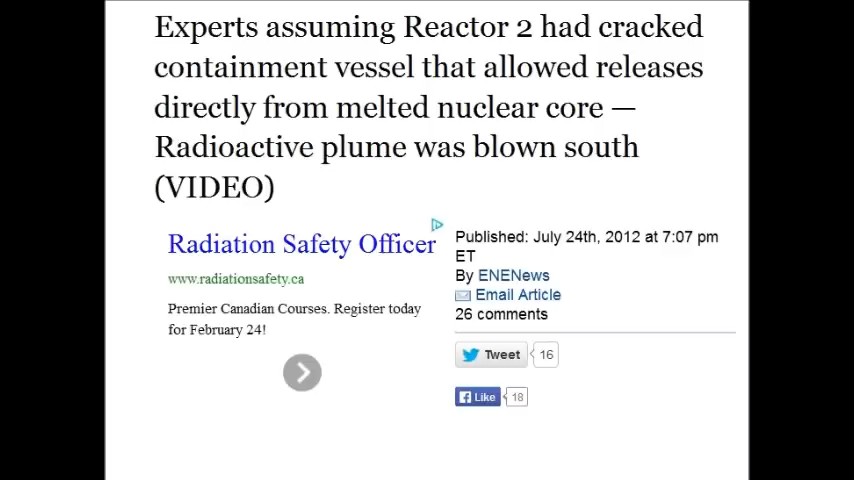 Experts assuming Reactor 2 had cracked
containment vessel that allowed releases
directly from melted nuclear core —
Radioactive plume was blown south
(VIDEO)
Radiation Safety Officer
www.radiationsafety.ca
Premier Canadian Courses. Register today
for February 24!
Published: July 24th, 2012 at 7:07 pm
ET
By ENENews
Email Article
26 comments
Tweet 16
Like 18